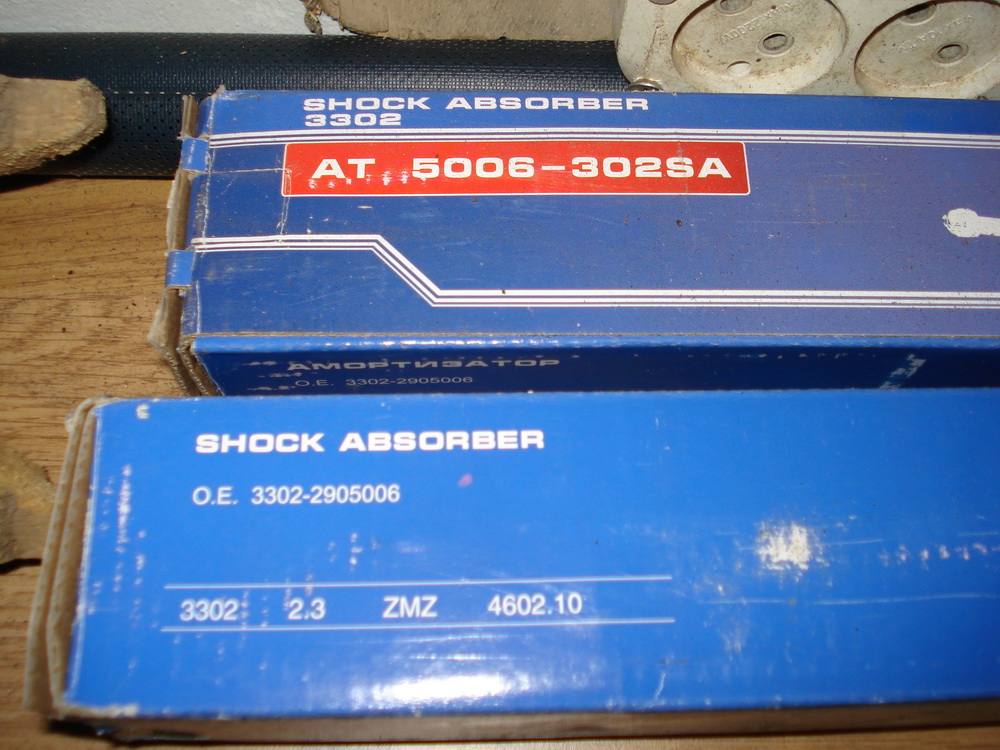 SHOCK ABSORBER
3302
AT 5006-302SA
АМОРТИЗАТОР
O.E. 3302-2905006
SHOCK ABSORBER
O.E. 3302-2905006
3302 2.3 ZMZ 4602.10